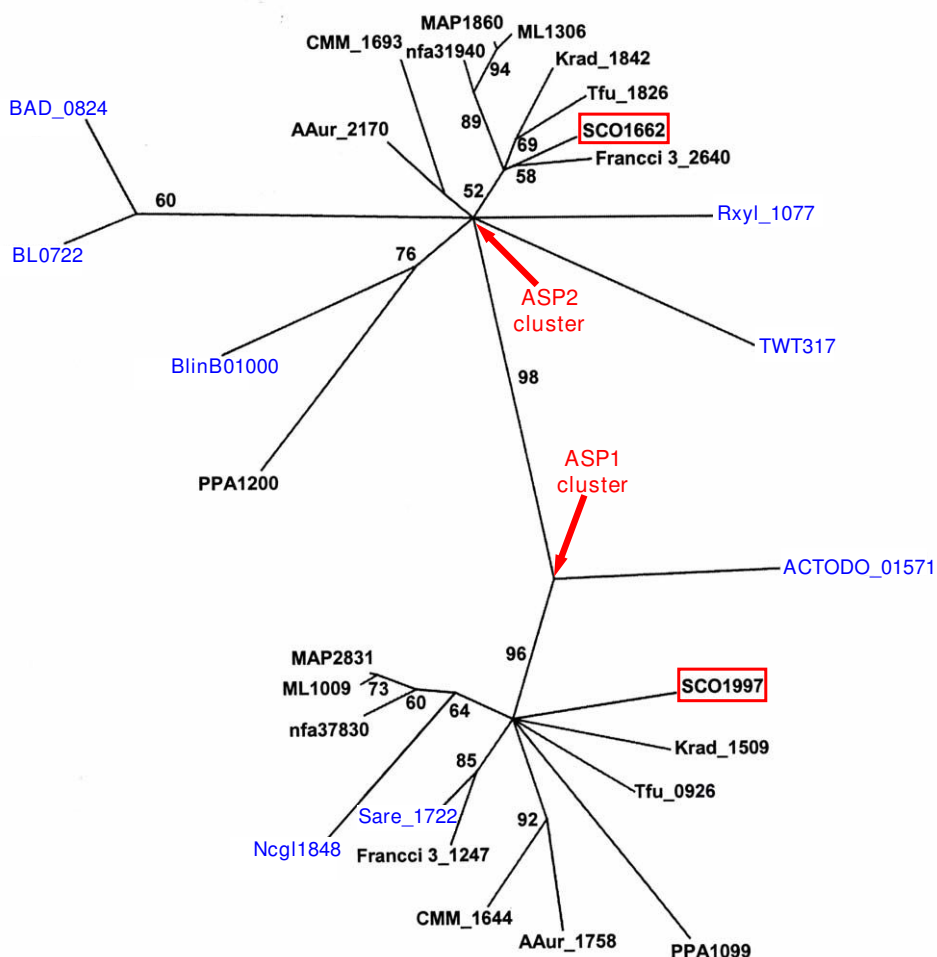 MAP1860
ML1306
CMM_1693
nfa31940
Krad_1842
94
Tfu_1826
BAD_0824
89
SCO1662
AAur_2170
69
Francci 3_2640
58
60
52
Rxyl_1077
BL0722
76
ASP2
cluster
TWT317
BlinB01000
98
ASP1
cluster
PPA1200
ACTODO_01571
96
MAP2831
ML1009
73
SCO1997
60
64
nfa37830
Krad_1509
85
Tfu_0926
Sare_1722
92
Ncgl1848
Francci 3_1247
CMM_1644
AAur_1758
PPA1099